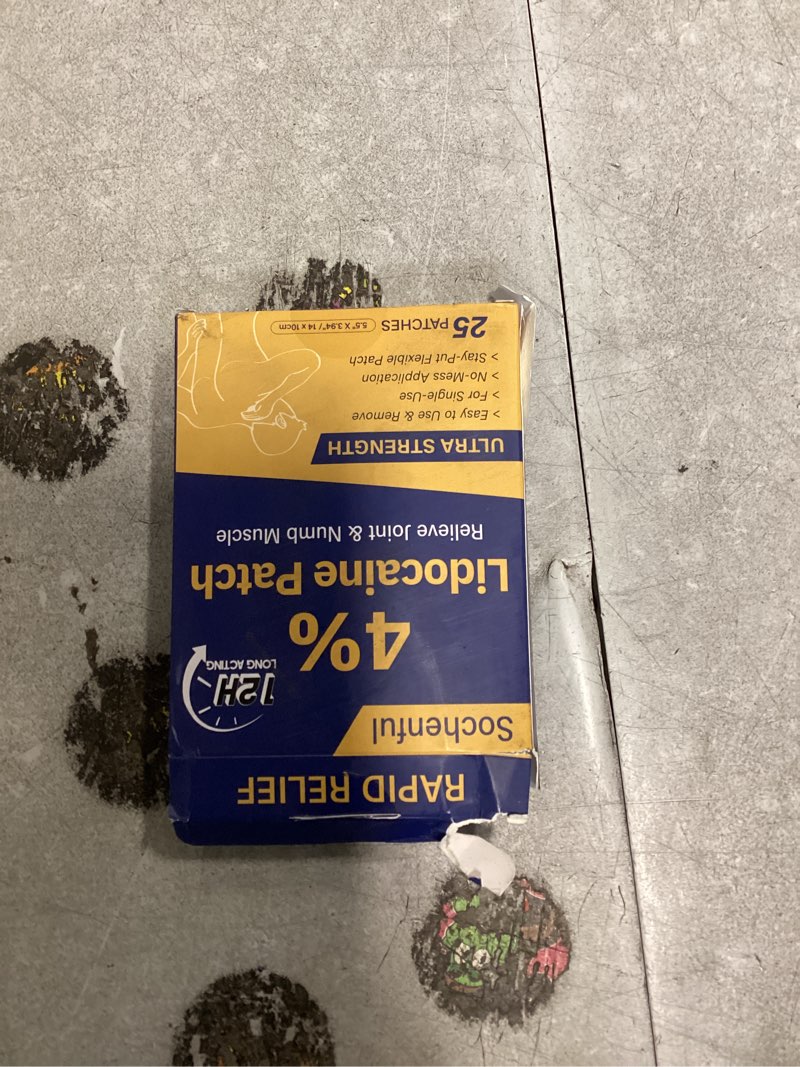 RAPID RELIEF
Sochenful
12H
LONG ACTING
4%
Lidocaine Patch
Relieve Joint & Numb Muscle
ULTRA STRENGTH
> Easy to Use & Remove
> For Single-Use
> No-Mess Application
> Stay-Put Flexible Patch
25 PATCHES 5.5" X 3.94" / 14 x 10cm